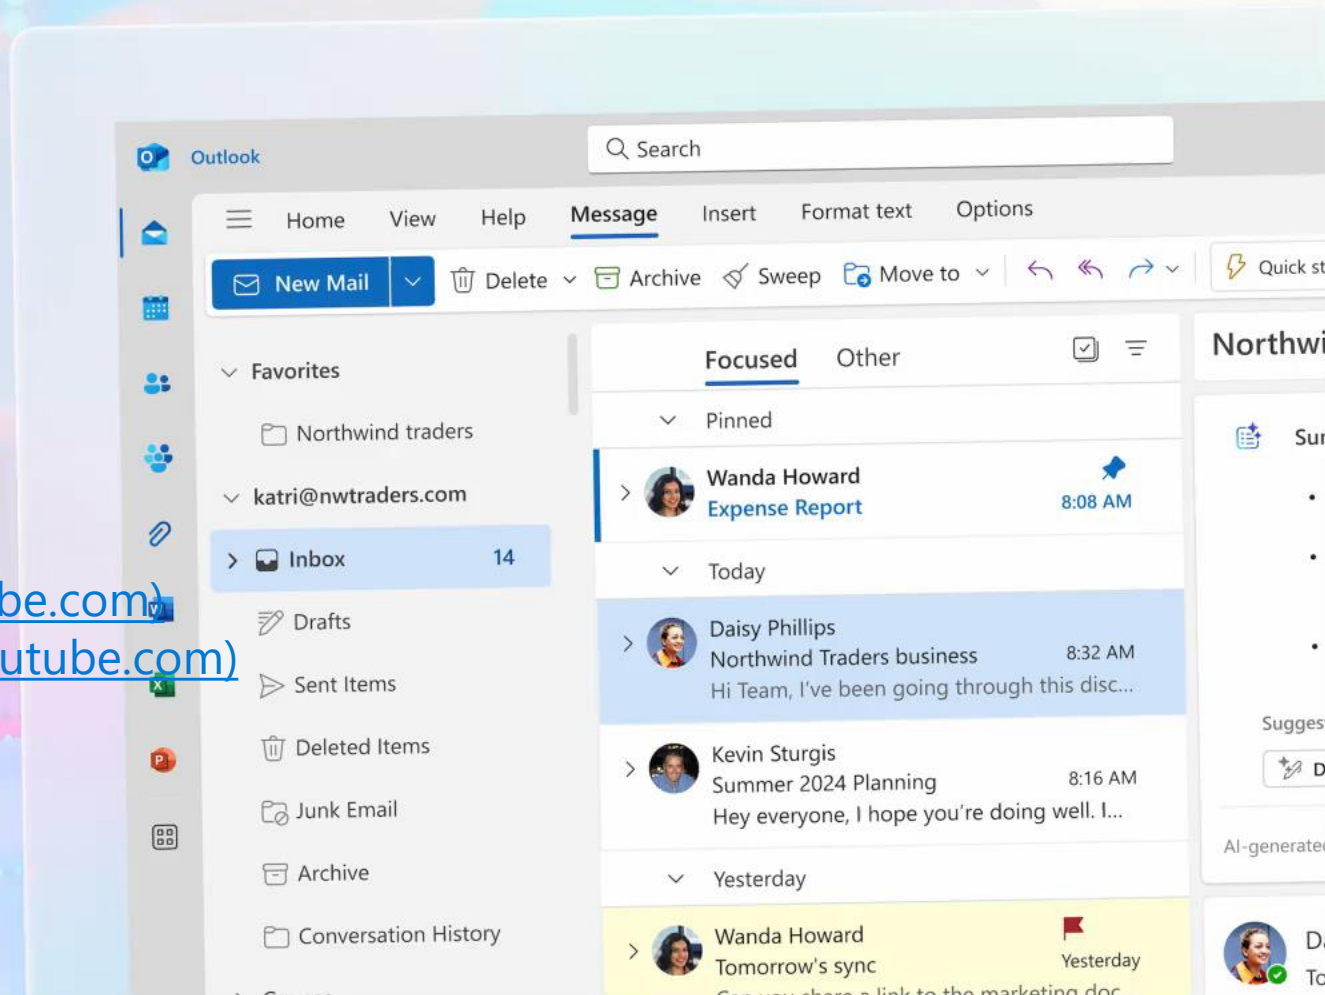 Outlook
Search
Home View Help Message Insert Format text Options
New Mail Delete Archive Sweep Move to Quick st
Favorites
Northwind traders
katri@nwtraders.com
Inbox 14
Drafts
Sent Items
Deleted Items
Junk Email
Archive
Conversation History
be.com)
utube.com)
Focused Other
Pinned
Wanda Howard
Expense Report 8:08 AM
Today
Daisy Phillips
Northwind Traders business 8:32 AM
Hi Team, I've been going through this disc...
Kevin Sturgis
Summer 2024 Planning 8:16 AM
Hey everyone, I hope you're doing well. I...
Yesterday
Wanda Howard
Tomorrow's sync Yesterday
Northwi
Sum
Sugges
D
AI-generated
Da
To